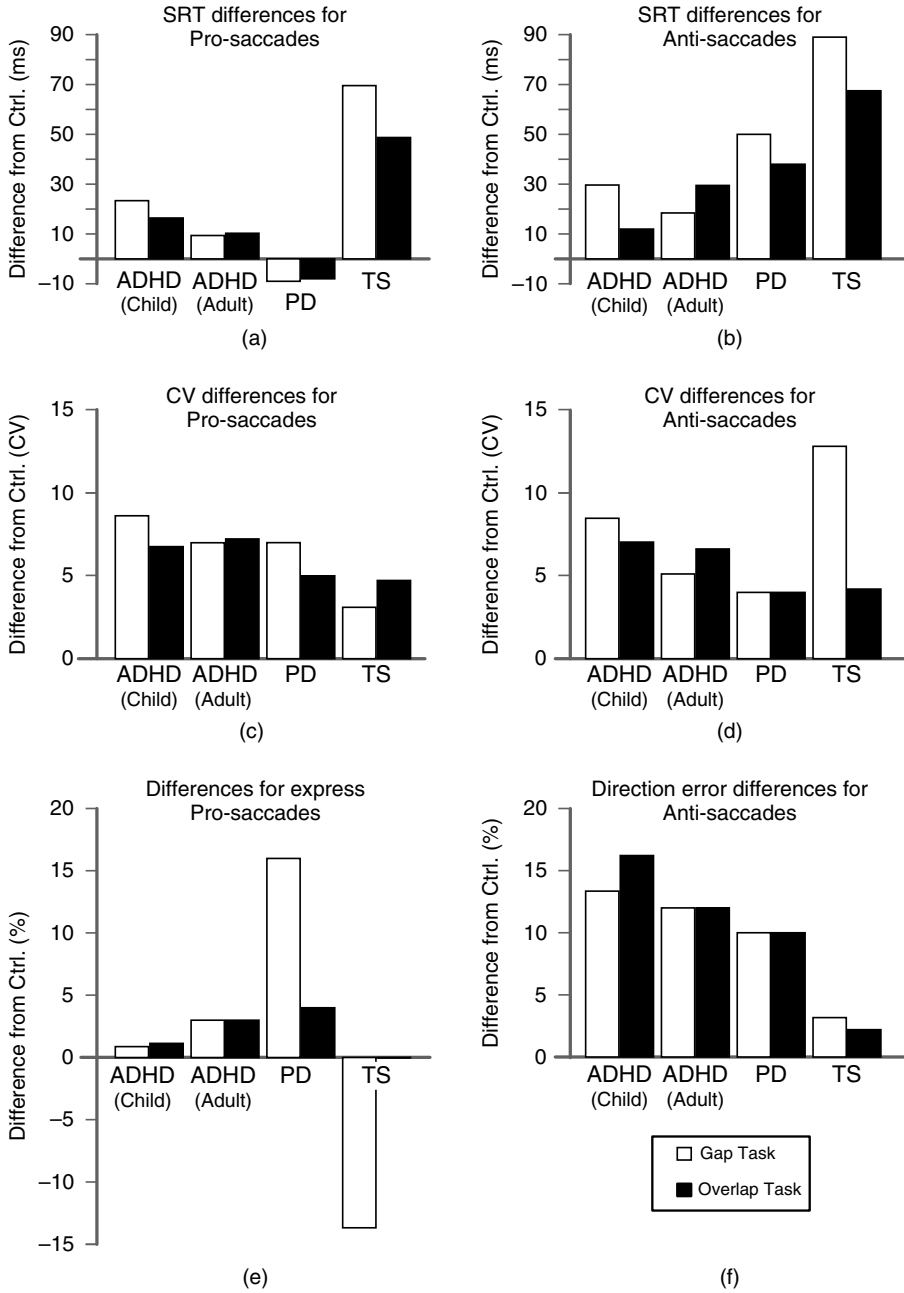 SRT differences for
Pro-saccades
Difference from Ctrl. (ms)
90
70
50
30
10
−10
ADHD
(Child)
ADHD
(Adult)
PD
TS
(a)
SRT differences for
Anti-saccades
Difference from Ctrl. (ms)
90
70
50
30
10
−10
ADHD
(Child)
ADHD
(Adult)
PD
TS
(b)
CV differences for
Pro-saccades
Difference from Ctrl. (CV)
15
10
5
0
ADHD
(Child)
ADHD
(Adult)
PD
TS
(c)
CV differences for
Anti-saccades
Difference from Ctrl. (CV)
15
10
5
0
ADHD
(Child)
ADHD
(Adult)
PD
TS
(d)
Differences for express
Pro-saccades
Difference from Ctrl. (%)
20
15
10
5
0
−5
−10
−15
ADHD
(Child)
ADHD
(Adult)
PD
TS
(e)
Direction error differences for
Anti-saccades
Difference from Ctrl. (%)
20
15
10
5
0
ADHD
(Child)
ADHD
(Adult)
PD
TS
Gap Task
Overlap Task
(f)